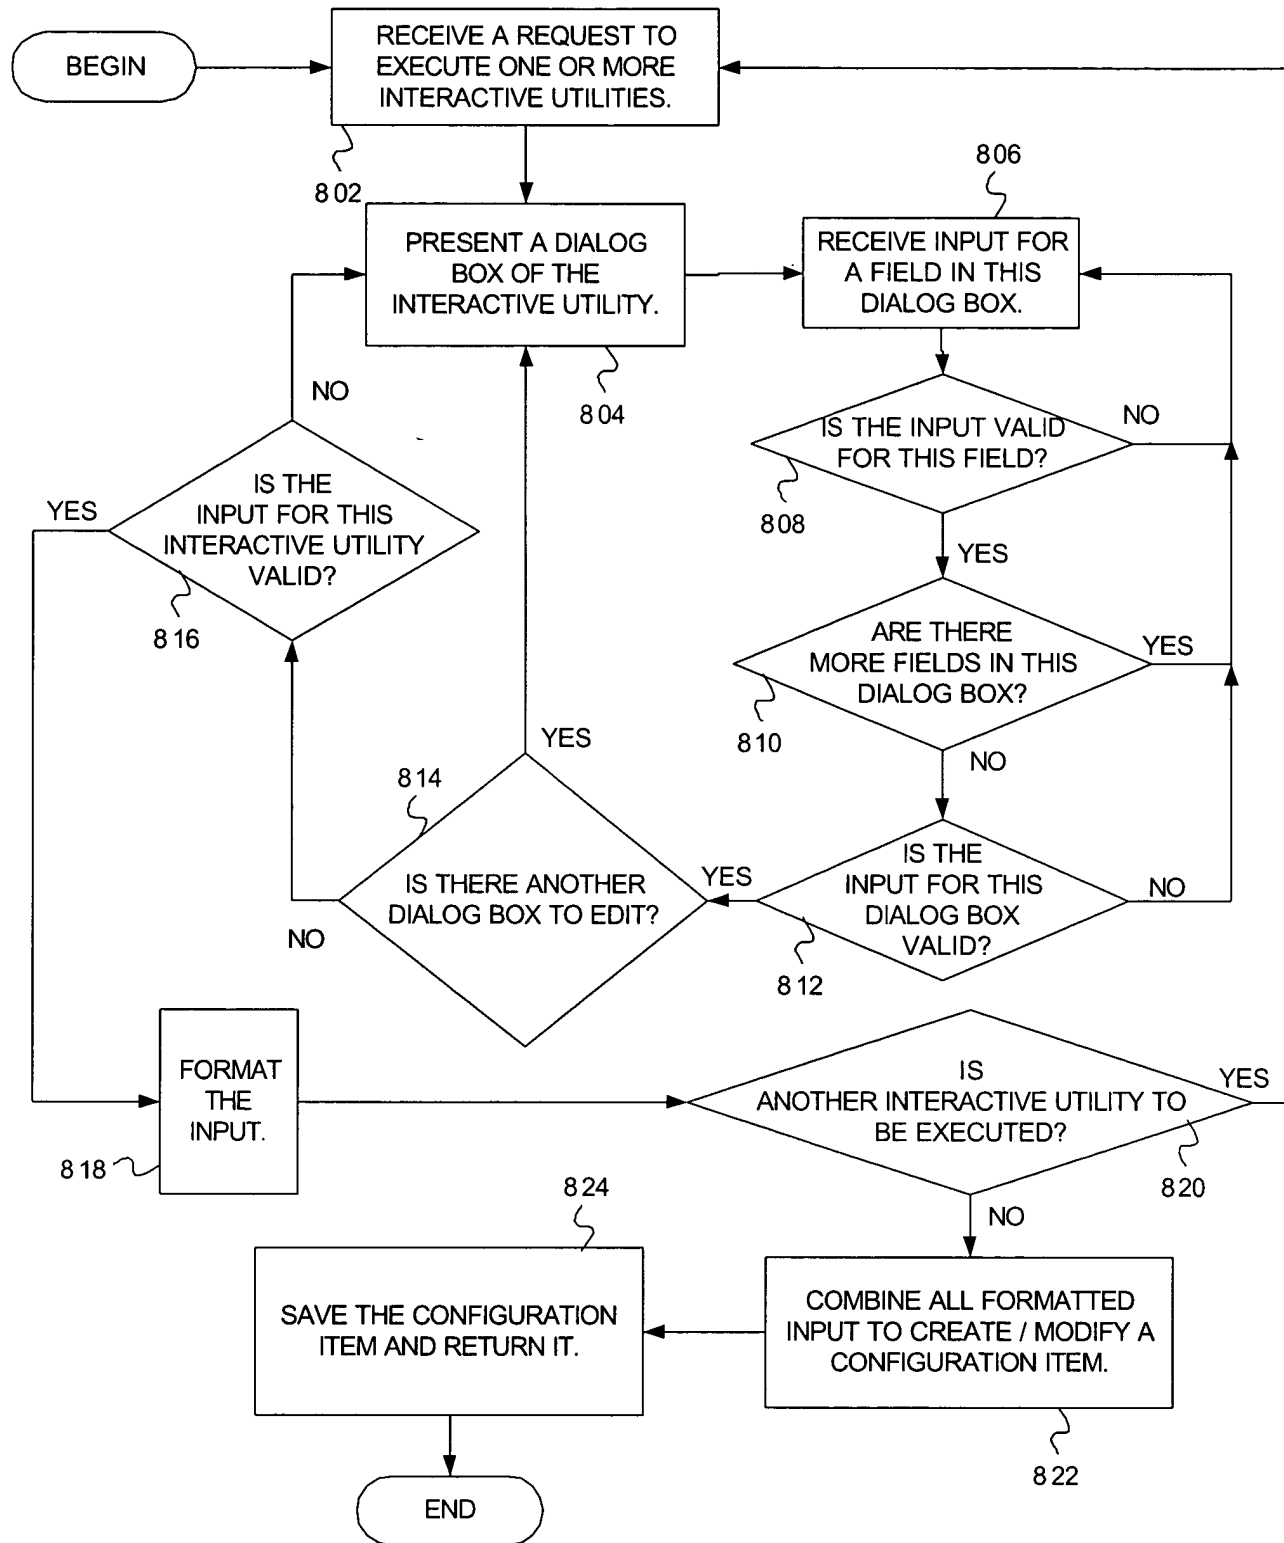 BEGIN
RECEIVE A REQUEST TO
EXECUTE ONE OR MORE
INTERACTIVE UTILITIES.
802
806
PRESENT A DIALOG
BOX OF THE
INTERACTIVE UTILITY.
804
RECEIVE INPUT FOR
A FIELD IN THIS
DIALOG BOX.
NO
IS THE INPUT VALID
FOR THIS FIELD?
NO
808
YES
IS THE
INPUT FOR THIS
INTERACTIVE UTILITY
VALID?
YES
816
ARE THERE
MORE FIELDS IN THIS
DIALOG BOX?
YES
810
NO
YES
814
IS THERE ANOTHER
DIALOG BOX TO EDIT?
NO
YES
IS THE
INPUT FOR THIS
DIALOG BOX
VALID?
NO
812
FORMAT
THE
INPUT.
818
IS
ANOTHER INTERACTIVE UTILITY TO
BE EXECUTED?
YES
820
NO
824
SAVE THE CONFIGURATION
ITEM AND RETURN IT.
COMBINE ALL FORMATTED
INPUT TO CREATE / MODIFY A
CONFIGURATION ITEM.
822
END